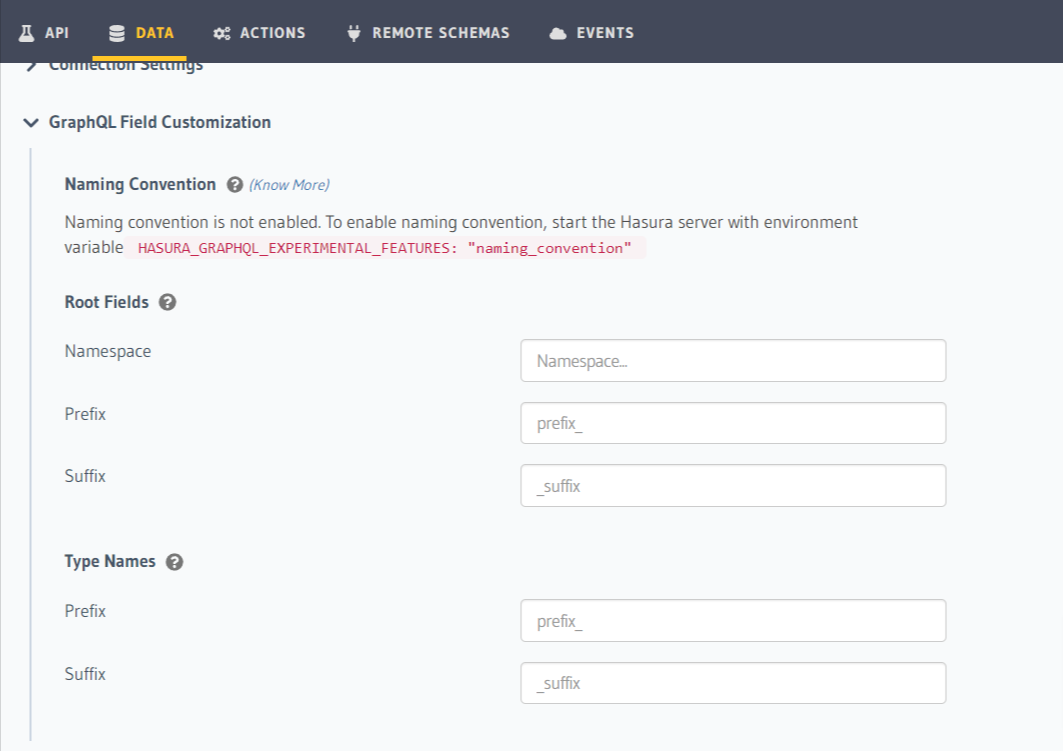 API DATA ACTIONS REMOTE SCHEMAS EVENTS
Connection Settings
GraphQL Field Customization
Naming Convention ? (Know More)
Naming convention is not enabled. To enable naming convention, start the Hasura server with environment
variable HASURA_GRAPHQL_EXPERIMENTAL_FEATURES: "naming_convention"
Root Fields ?
Namespace Namespace...
Prefix prefix_
Suffix _suffix
Type Names ?
Prefix prefix_
Suffix _suffix